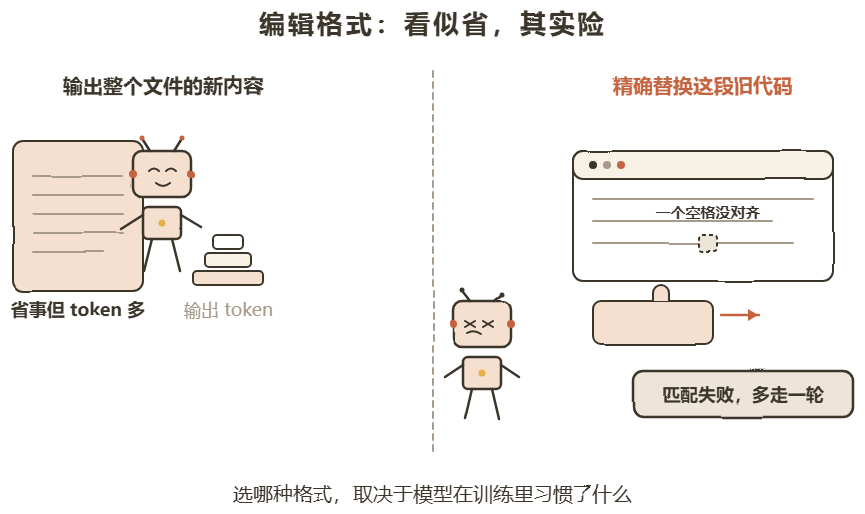 编辑格式：看似省，其实险
输出整个文件的新内容
省事但 token 多
输出 token
精确替换这段旧代码
一个空格没对齐
匹配失败，多走一轮
选哪种格式，取决于模型在训练里习惯了什么